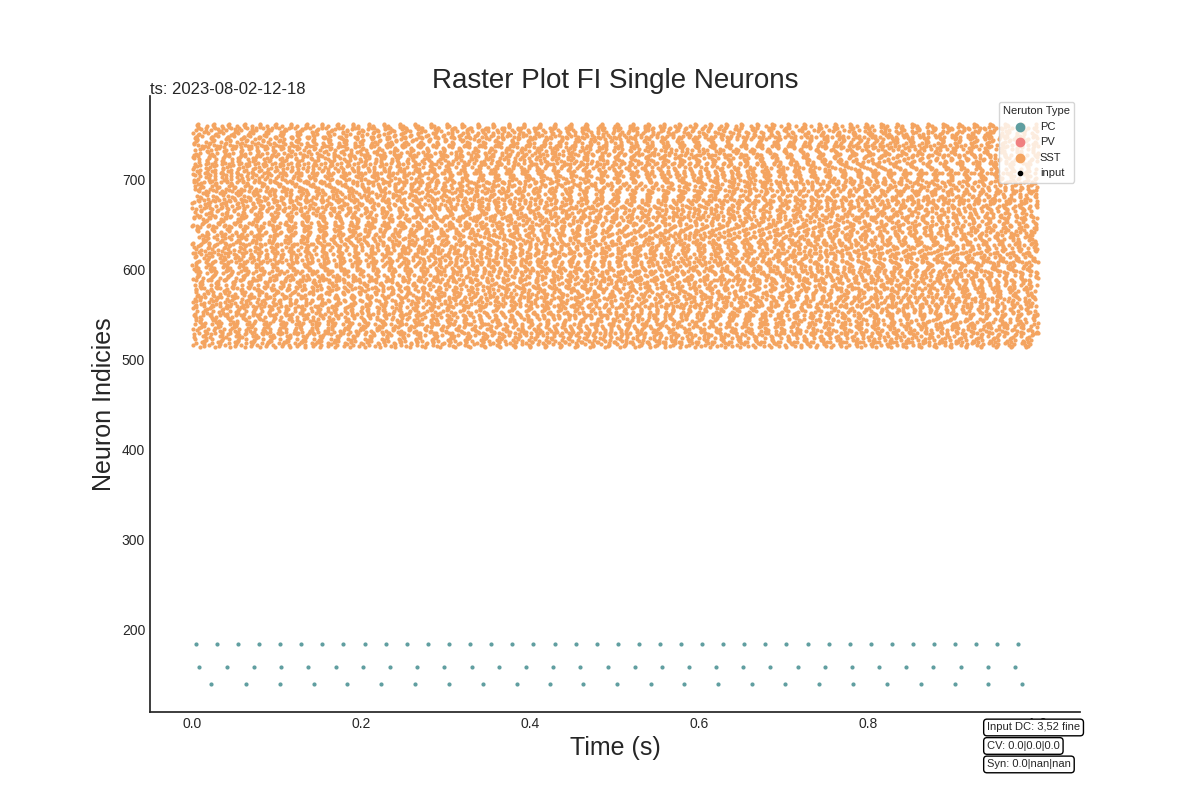 Raster Plot FI Single Neurons
ts: 2023-08-02-12-18
Neruton Type
PC
PV
SST
input
700
600
500
400
300
200
Neuron Indicies
0.0 0.2 0.4 0.6 0.8
Time (s)
Input DC: 3,52 fine
CV: 0.0|0.0|0.0
Syn: 0.0|nan|nan